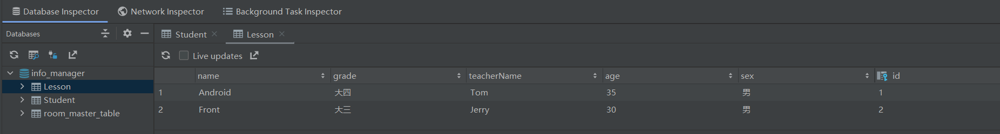 Database Inspector Network Inspector Background Task Inspector
Databases Student Lesson
Live updates
info_manager name grade teacherName age sex id
Lesson 1 Android 大四 Tom 35 男 1
Student
room_master_table 2 Front 大三 Jerry 30 男 2